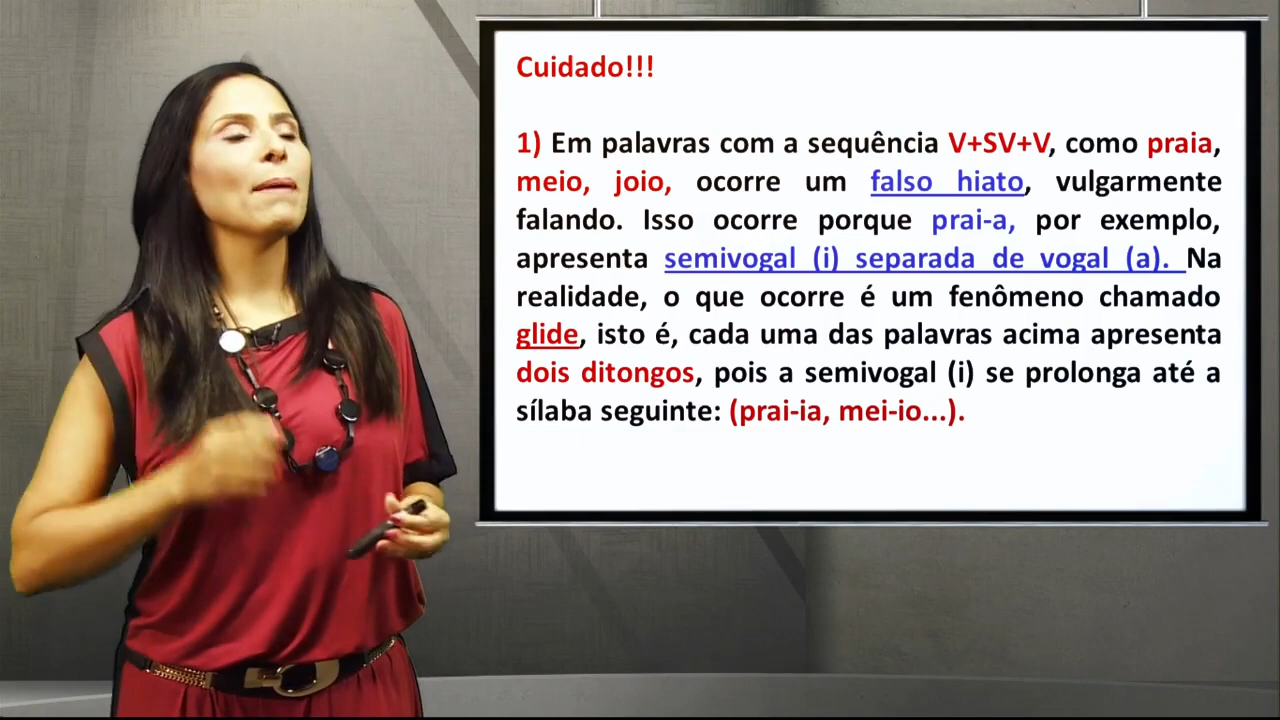 Cuidado!!!
1) Em palavras com a sequência V+SV+V, como praia,
meio, joio, ocorre um falso hiato, vulgarmente
falando. Isso ocorre porque prai-a, por exemplo,
apresenta semivogal (i) separada de vogal (a). Na
realidade, o que ocorre é um fenômeno chamado
glide, isto é, cada uma das palavras acima apresenta
dois ditongos, pois a semivogal (i) se prolonga até a
sílaba seguinte: (prai-ia, mei-io...).